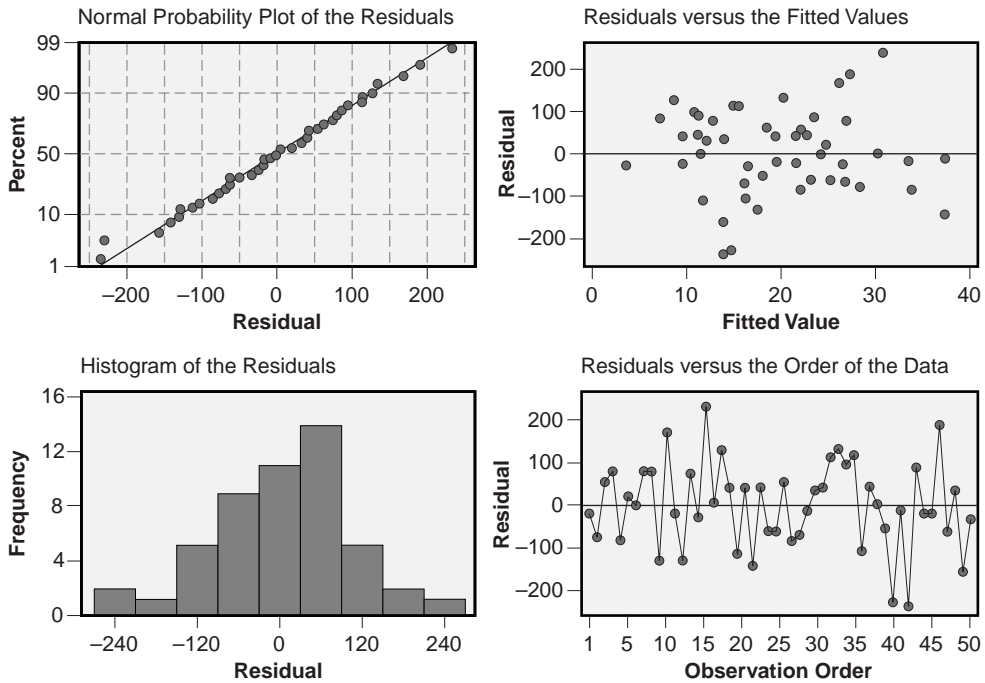 Normal Probability Plot of the Residuals
99
90
50
10
1
Percent
–200 –100 0 100 200
Residual
Residuals versus the Fitted Values
200
100
0
–100
–200
Residual
0 10 20 30 40
Fitted Value
Histogram of the Residuals
16
12
8
4
0
Frequency
–240 –120 0 120 240
Residual
Residuals versus the Order of the Data
200
100
0
–100
–200
Residual
1 5 10 15 20 25 30 35 40 45 50
Observation Order